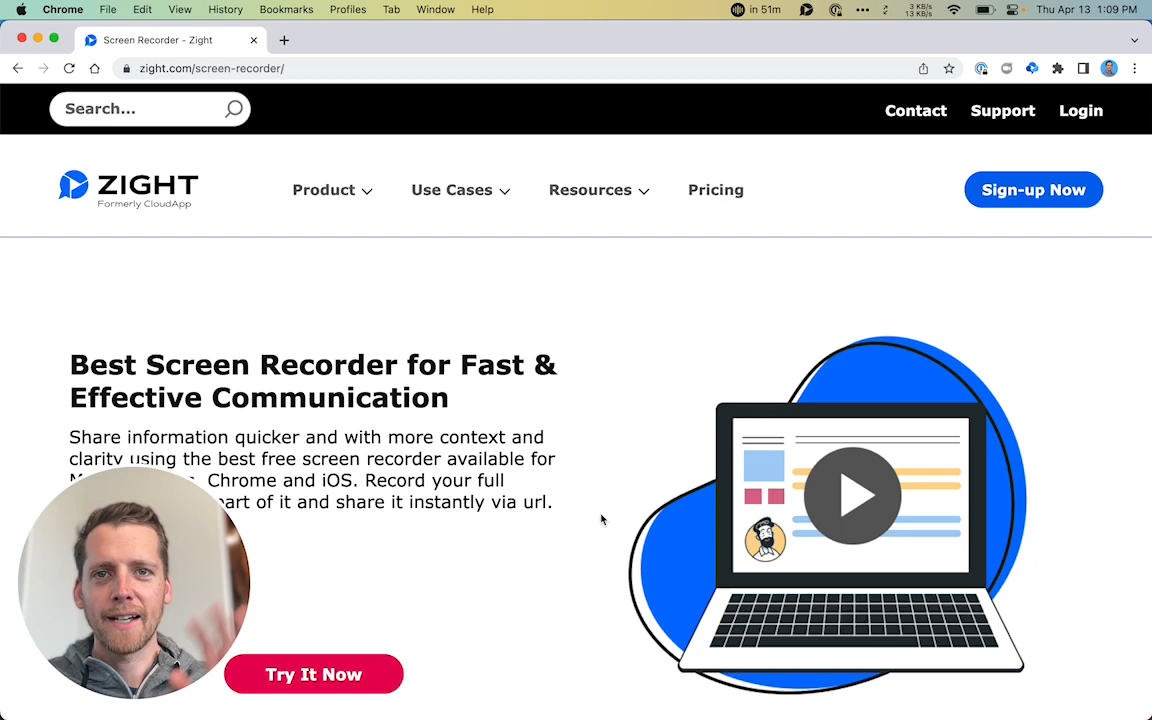 Chrome File Edit View History Bookmarks Profiles Tab Window Help
in 51m
3 KB/s
13 KB/s
Thu Apr 13 1:09 PM
Screen Recorder - Zight
zight.com/screen-recorder/
Search...
Contact Support Login
ZIGHT
Formerly CloudApp
Product Use Cases Resources Pricing
Sign-up Now
Best Screen Recorder for Fast &
Effective Communication
Share information quicker and with more context and
clarity using the best free screen recorder available for
Chrome and iOS. Record your full
part of it and share it instantly via url.
Try It Now